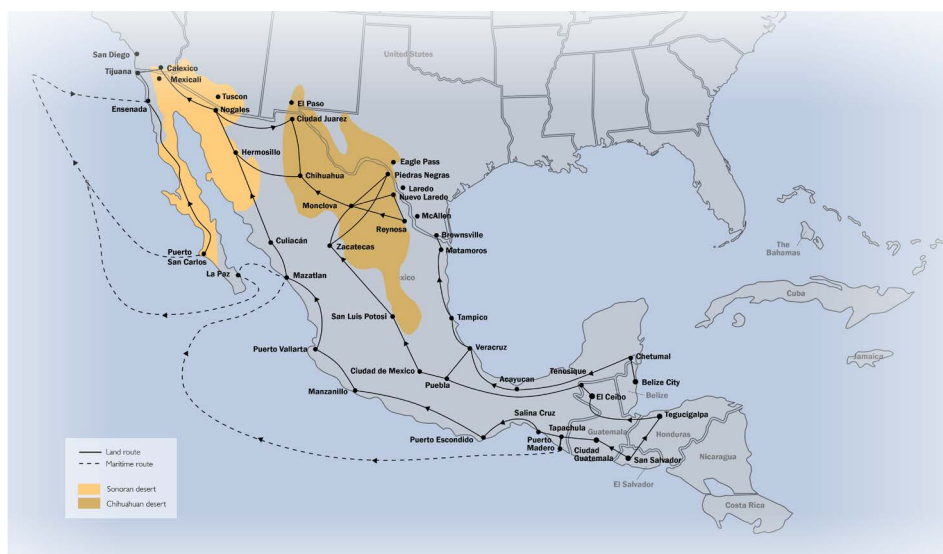 San Diego
Calexico
Tijuana
Mexicali
Ensenada
Tuscon
Nogales
El Paso
Ciudad Juarez
United States
Hermosillo
Chihuahua
Eagle Pass
Piedras Negras
Laredo
Nuevo Laredo
Monclova
McAllen
Reynosa
Brownsville
Matamoros
Zacatecas
xico
Puerto
San Carlos
La Paz
Culiacán
Mazatlan
The
Bahamas
Cuba
Jamaica
San Luis Potosi
Tampico
Puerto Vallarta
Veracruz
Ciudad de Mexico
Puebla
Acayucan
Tenosique
Chetumal
Belize City
Belize
El Ceibo
Manzanillo
Salina Cruz
Puerto Escondido
Tapachula
Puerto
Madero
Guatemala
Ciudad
Guatemala
Tegucigalpa
Honduras
San Salvador
El Salvador
Nicaragua
Costa Rica
Land route
Maritime route
Sonoran desert
Chihuahuan desert